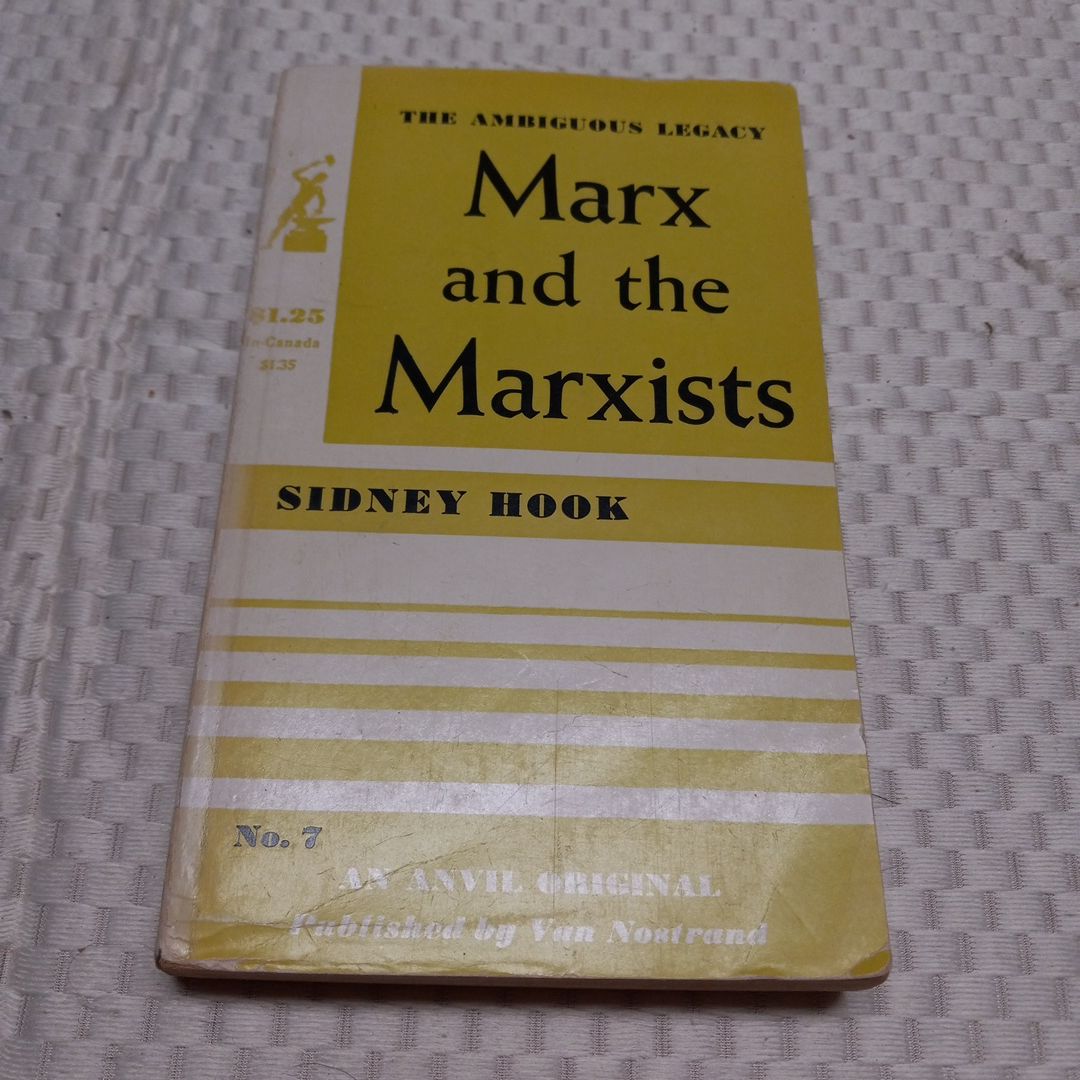 THE AMBIGUOUS LEGACY
Marx
and the
Marxists
$1.25
In Canada
$1.35
SIDNEY HOOK
No. 7
AN ANVIL ORIGINAL
Published by Van Nostrand